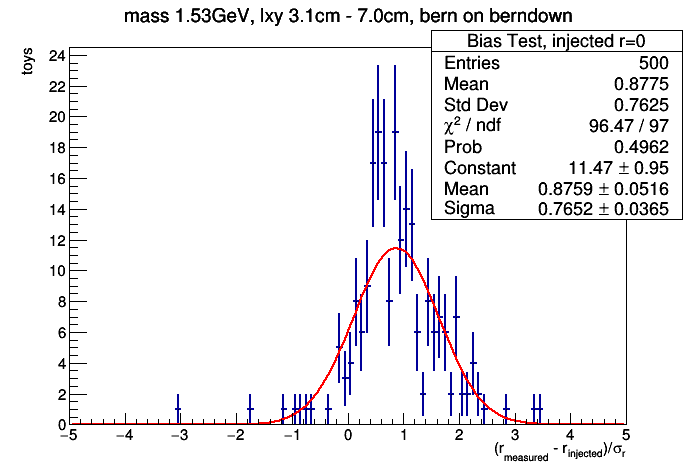 mass 1.53GeV, lxy 3.1cm - 7.0cm, bern on berndown
Bias Test, injected r=0
Entries 500
Mean 0.8775
Std Dev 0.7625
χ² / ndf 96.47 / 97
Prob 0.4962
Constant 11.47 ± 0.95
Mean 0.8759 ± 0.0516
Sigma 0.7652 ± 0.0365
toys
24
22
20
18
16
14
12
10
8
6
4
2
0
−5 −4 −3 −2 −1 0 1 2 3 4 5
(r_measured - r_injected)/σ_r